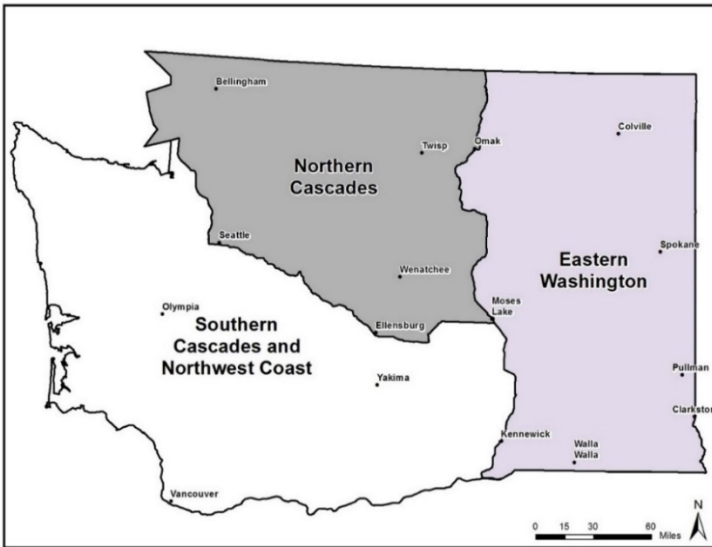 Bellingham
Twisp
Omak
Colville
Northern
Cascades
Seattle
Spokane
Eastern
Washington
Wenatchee
Moses
Lake
Olympia
Southern
Cascades and
Northwest Coast
Ellensburg
Yakima
Pullman
Clarkston
Kennewick
Walla
Walla
Vancouver
N
0 15 30 60
Miles